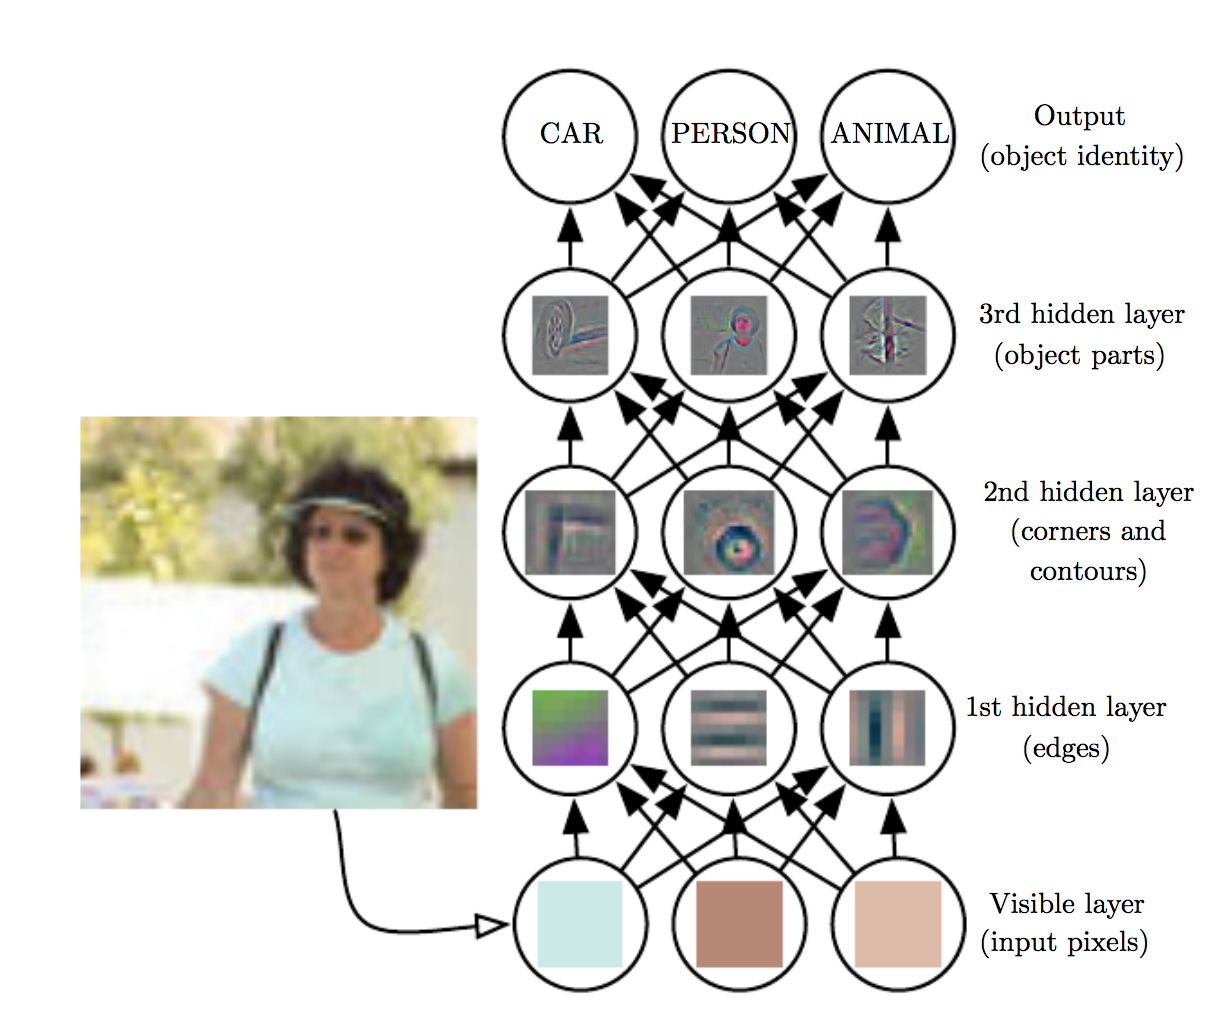 CAR
PERSON
ANIMAL
Output
(object identity)
3rd hidden layer
(object parts)
2nd hidden layer
(corners and
contours)
1st hidden layer
(edges)
Visible layer
(input pixels)